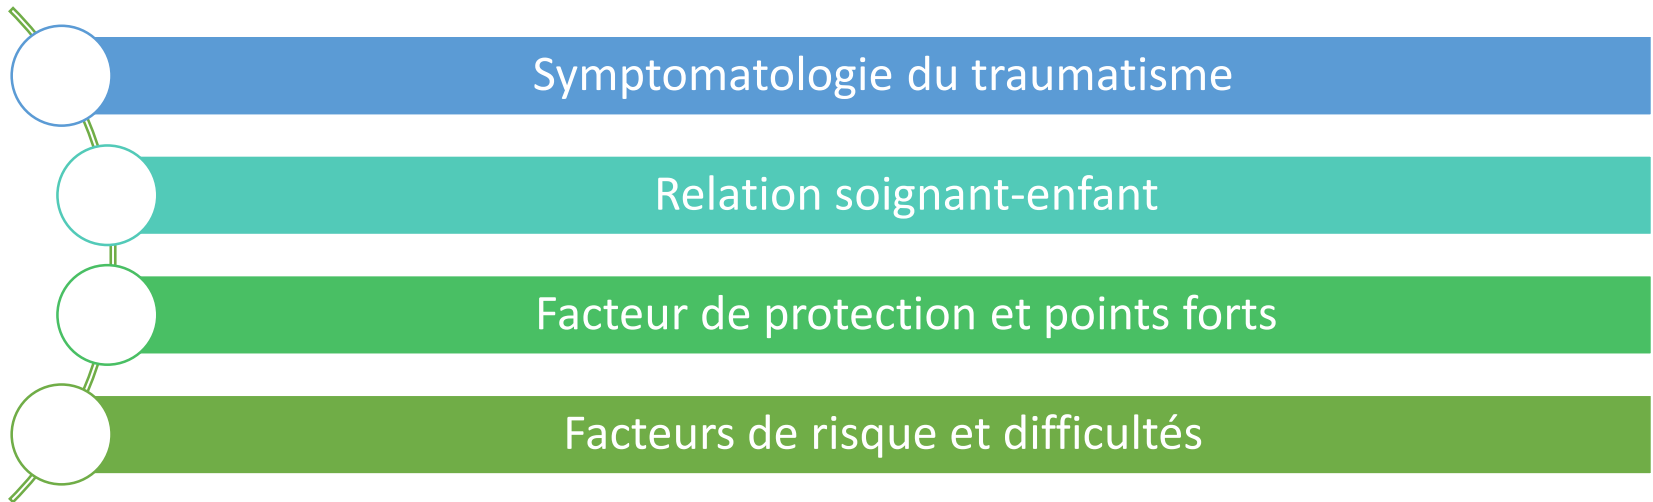 Symptomatologie du traumatisme
Relation soignant-enfant
Facteur de protection et points forts
Facteurs de risque et difficultés